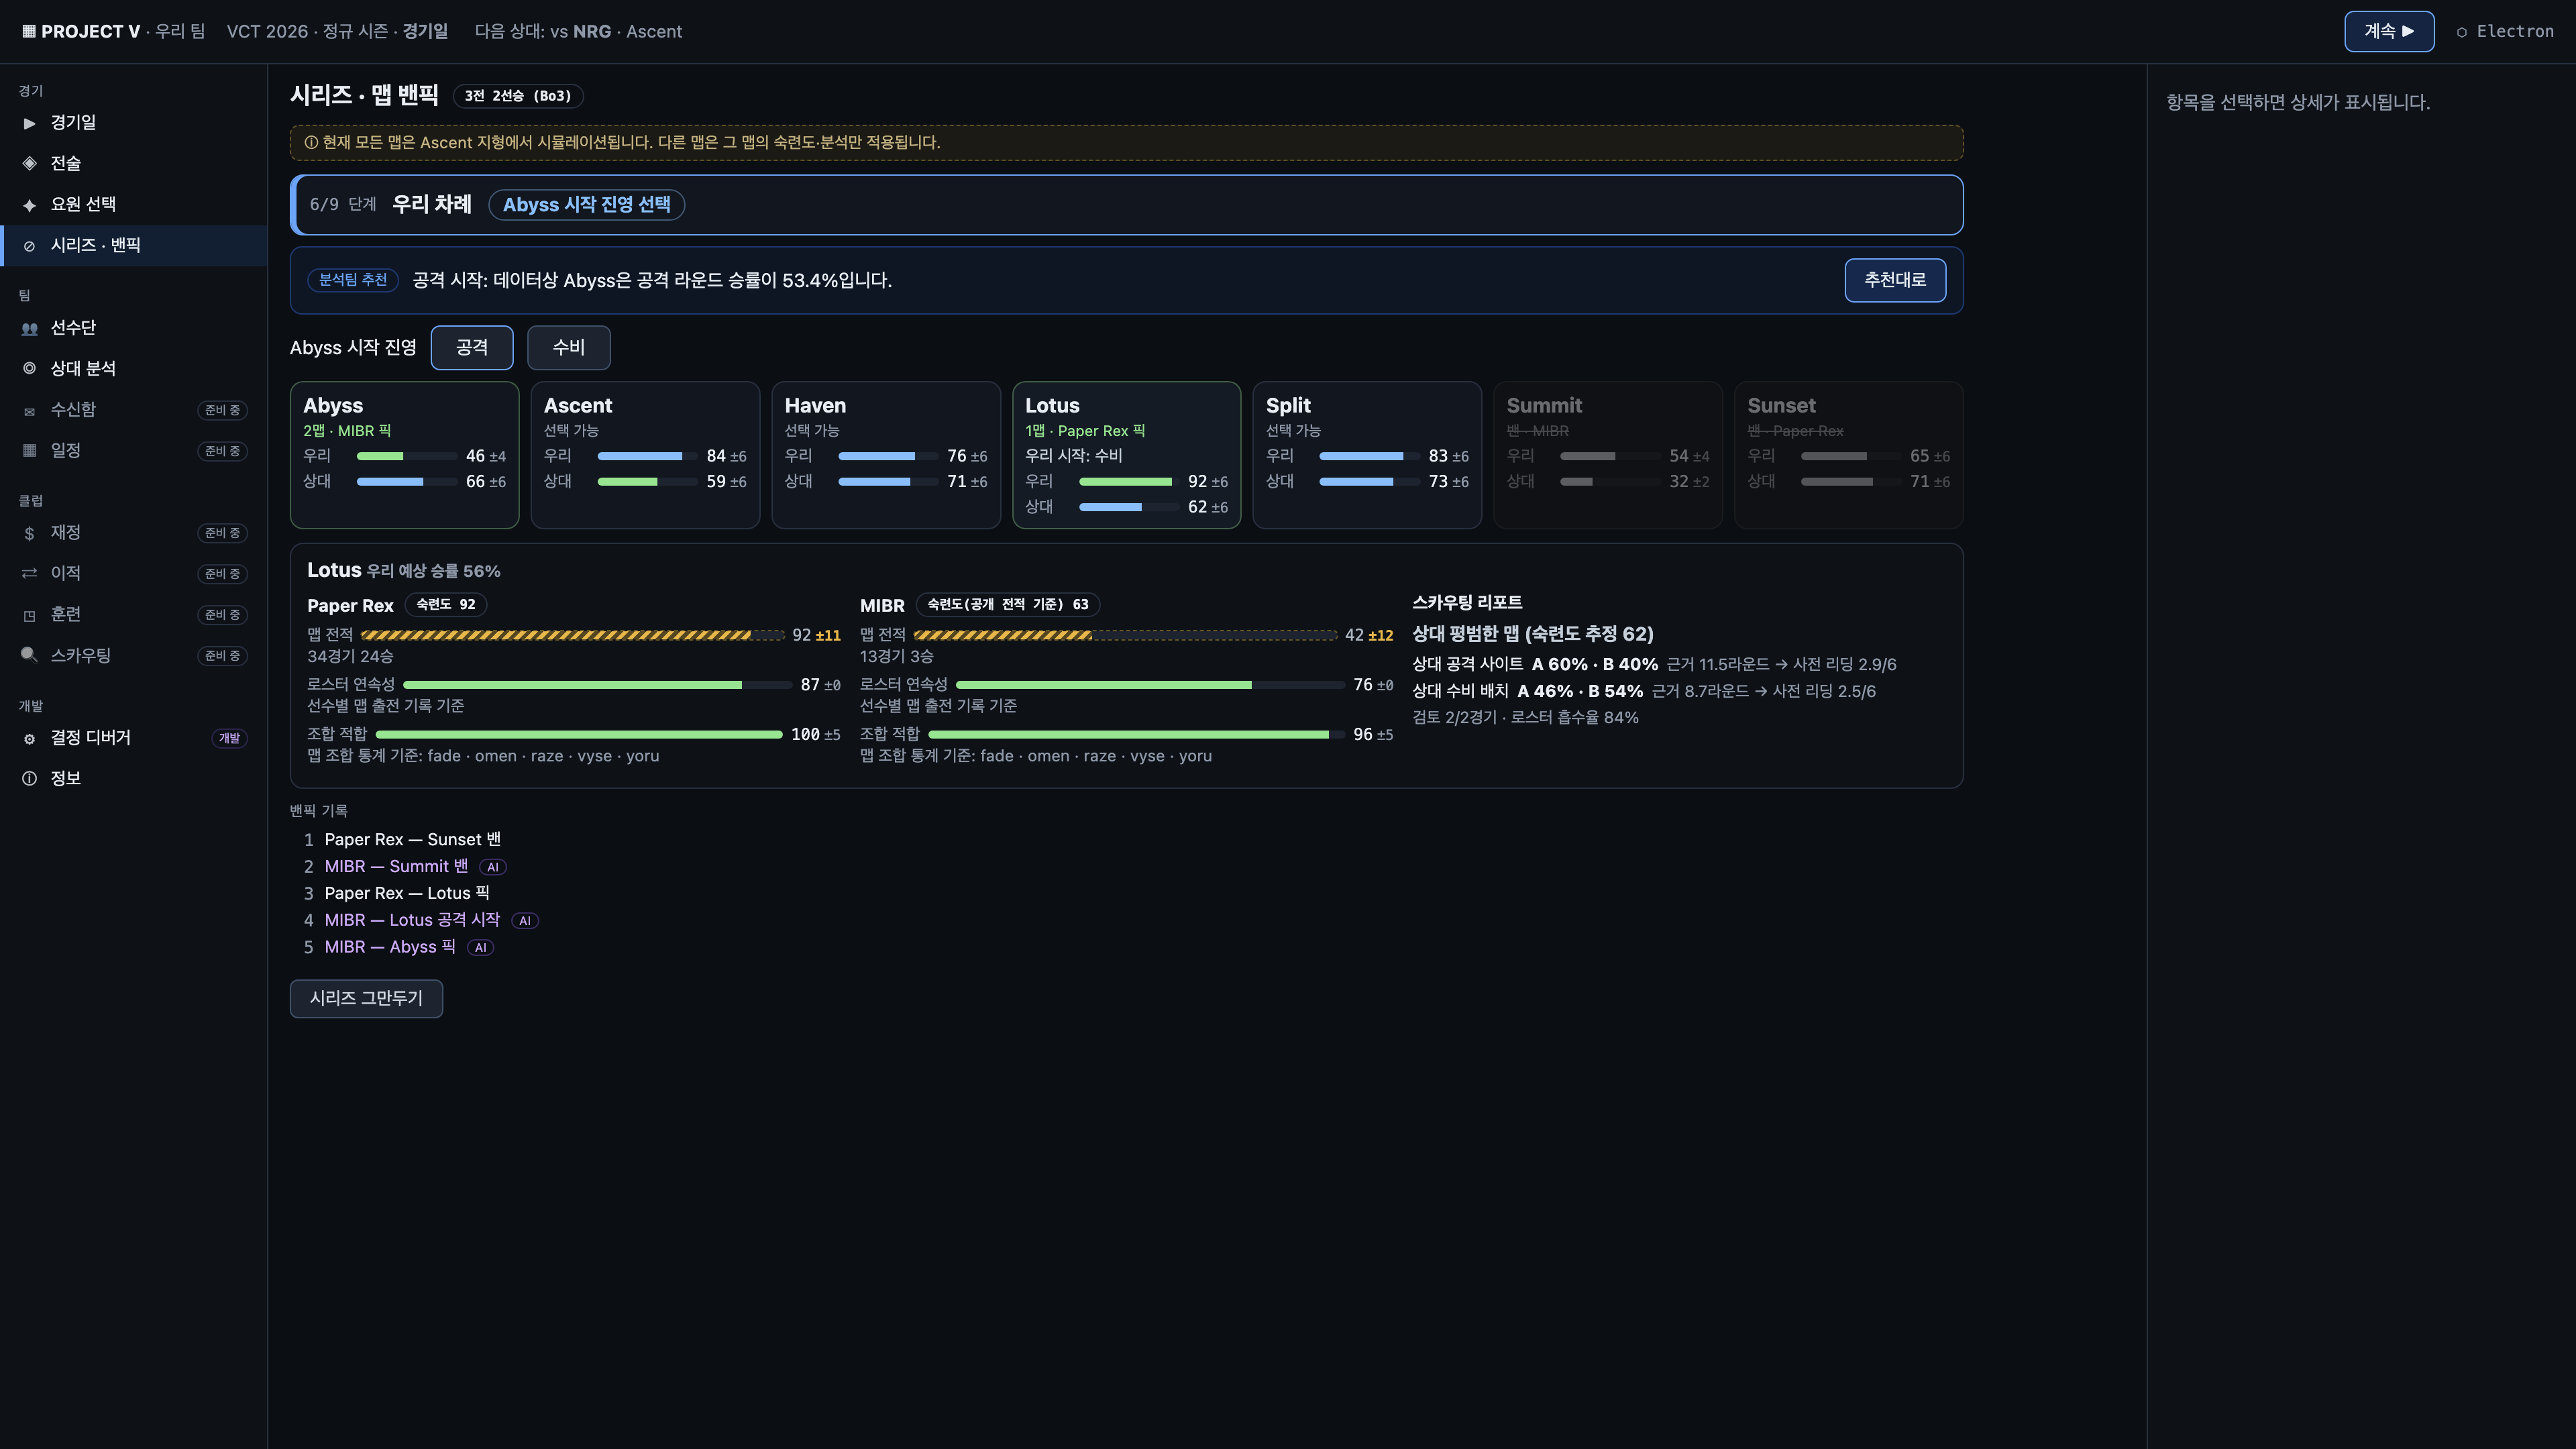 PROJECT V · 우리 팀 VCT 2026 · 정규 시즌 · 경기일 다음 상대: vs NRG · Ascent 계속 ▶ Electron
경기
경기일
전술
요원 선택
시리즈 · 밴픽
팀
선수단
상대 분석
수신함 준비 중
일정 준비 중
클럽
재정 준비 중
이적 준비 중
훈련 준비 중
스카우팅 준비 중
개발
결정 디버거 개발
정보
시리즈 · 맵 밴픽 3전 2선승 (Bo3)
ⓘ 현재 모든 맵은 Ascent 지형에서 시뮬레이션됩니다. 다른 맵은 그 맵의 숙련도·분석만 적용됩니다.
6/9 단계 우리 차례 Abyss 시작 진영 선택
분석팀 추천 공격 시작: 데이터상 Abyss은 공격 라운드 승률이 53.4%입니다. 추천대로
Abyss 시작 진영 공격 수비
Abyss
2맵 · MIBR 픽
우리 46 ±4
상대 66 ±6
Ascent
선택 가능
우리 84 ±6
상대 59 ±6
Haven
선택 가능
우리 76 ±6
상대 71 ±6
Lotus
1맵 · Paper Rex 픽
우리 시작: 수비
우리 92 ±6
상대 62 ±6
Split
선택 가능
우리 83 ±6
상대 73 ±6
Summit
밴 · MIBR
우리 54 ±4
상대 32 ±2
Sunset
밴 · Paper Rex
우리 65 ±6
상대 71 ±6
Lotus 우리 예상 승률 56%
Paper Rex 숙련도 92
맵 전적 92 ±11
34경기 24승
로스터 연속성 87 ±0
선수별 맵 출전 기록 기준
조합 적합 100 ±5
맵 조합 통계 기준: fade · omen · raze · vyse · yoru
MIBR 숙련도(공개 전적 기준) 63
맵 전적 42 ±12
13경기 3승
로스터 연속성 76 ±0
선수별 맵 출전 기록 기준
조합 적합 96 ±5
맵 조합 통계 기준: fade · omen · raze · vyse · yoru
스카우팅 리포트
상대 평범한 맵 (숙련도 추정 62)
상대 공격 사이트 A 60% · B 40% 근거 11.5라운드 → 사전 리딩 2.9/6
상대 수비 배치 A 46% · B 54% 근거 8.7라운드 → 사전 리딩 2.5/6
검토 2/2경기 · 로스터 흡수율 84%
밴픽 기록
1 Paper Rex — Sunset 밴
2 MIBR — Summit 밴 AI
3 Paper Rex — Lotus 픽
4 MIBR — Lotus 공격 시작 AI
5 MIBR — Abyss 픽 AI
시리즈 그만두기
항목을 선택하면 상세가 표시됩니다.